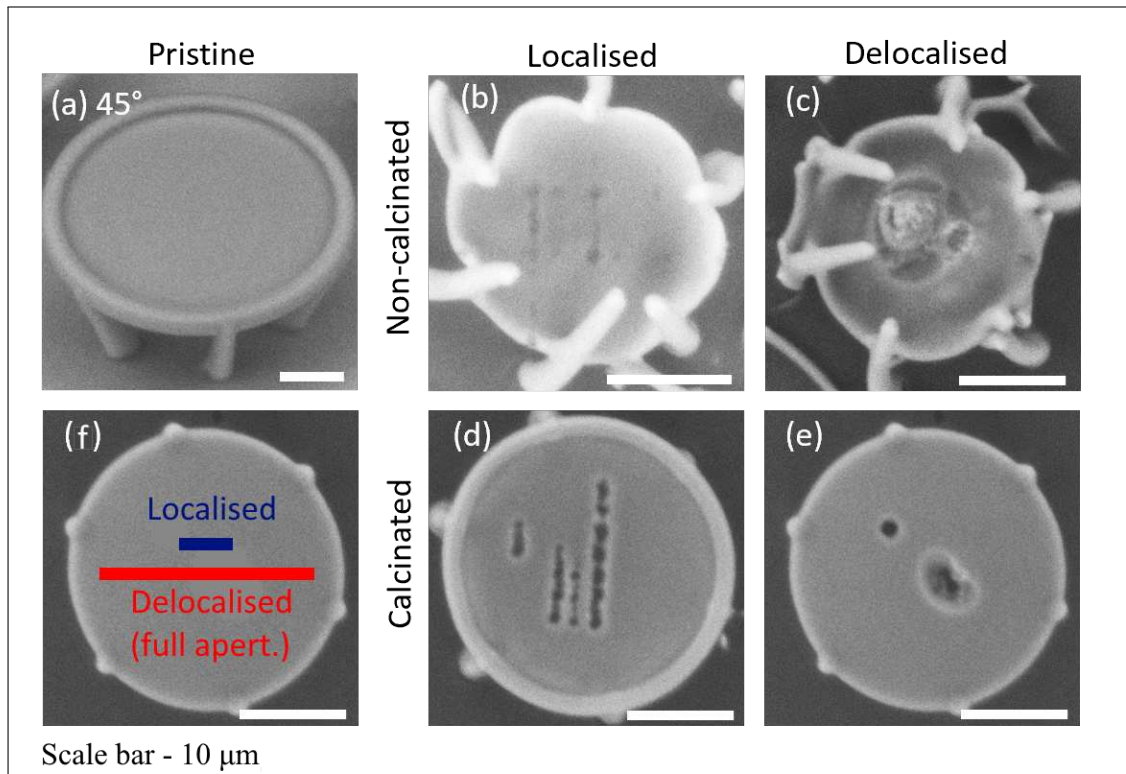 Pristine
Localised
Delocalised
(a) 45°
(b)
(c)
Non-calcinated
(f)
Localised
Delocalised
(full apert.)
(d)
(e)
Calcinated
Scale bar - 10 µm